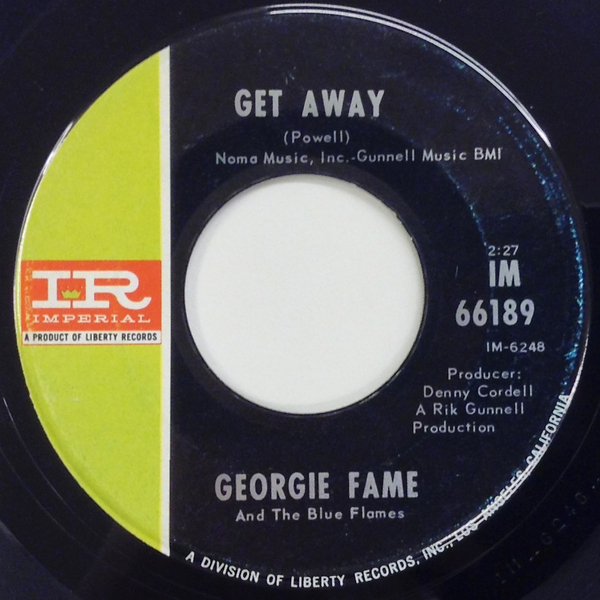 GET AWAY
(Powell)
Noma Music, Inc.-Gunnell Music BMI
2:27
IM
66189
IM-6248
IR
IMPERIAL
A PRODUCT OF LIBERTY RECORDS
Producer:
Denny Cordell
A Rik Gunnell
Production
GEORGIE FAME
And The Blue Flames
A DIVISION OF LIBERTY RECORDS, INC., LOS ANGELES, CALIFORNIA